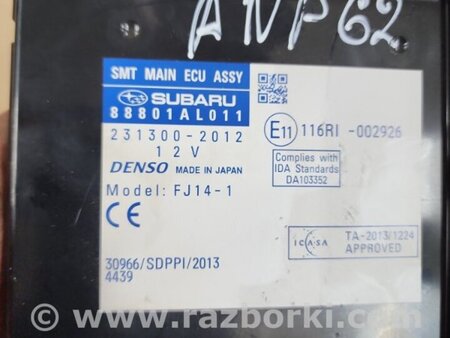 ANP62
SMT MAIN ECU ASSY
SUBARU
88801AL011
231300-2012
12V
DENSO MADE IN JAPAN
Model: FJ14-1
CE
30966/SDPPI/2013
4439
E11 116RI -002926
Complies with
IDA Standards
DA103352
ICASA
TA-2013/1224
APPROVED
© www.razborki.com